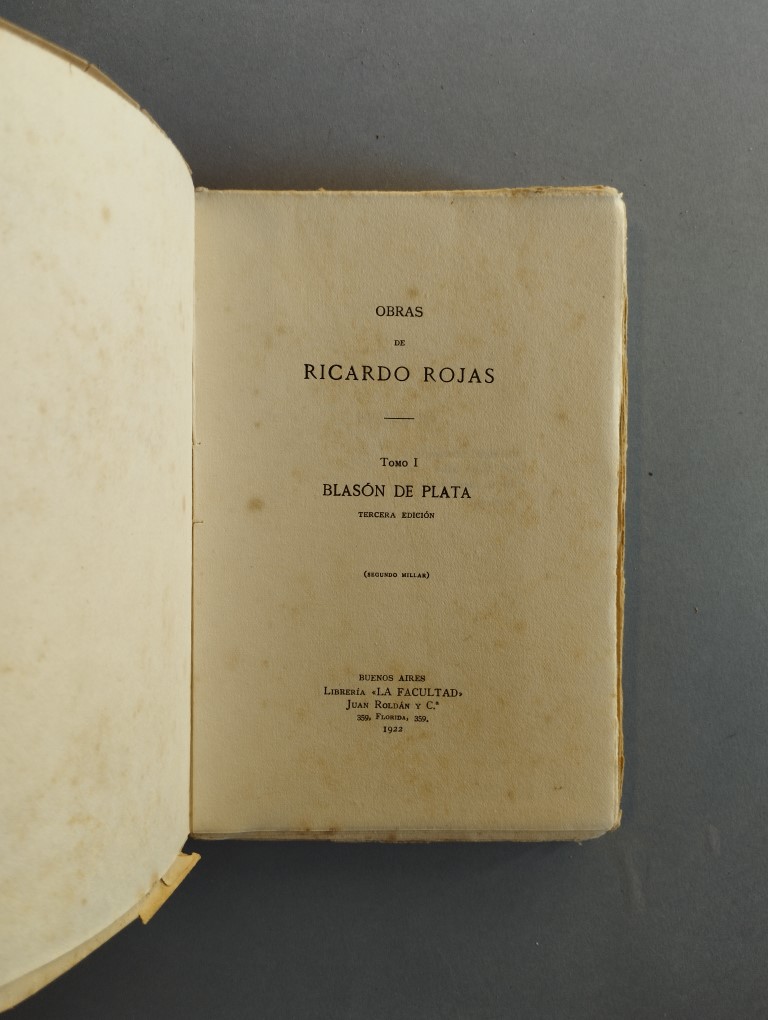 OBRAS
DE
RICARDO ROJAS
Tomo I
BLASÓN DE PLATA
TERCERA EDICIÓN
(SEGUNDO MILLAR)
BUENOS AIRES
Librería «LA FACULTAD»
Juan Roldán y C.ª
359, Florida, 359.
1922